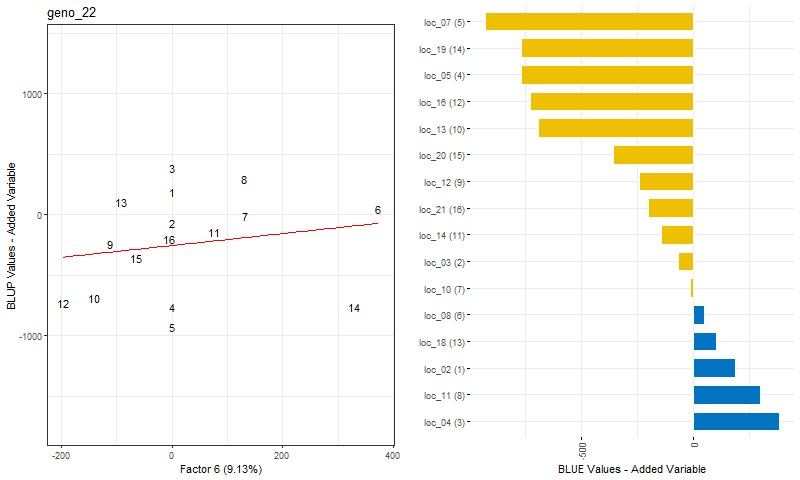 geno_22
BLUP Values - Added Variable
1000
0
-1000
3
8
1
13
6
7
2
15
16
9
15
12
10
4
14
5
-200
0
200
400
Factor 6 (9.13%)
loc_07 (5)
loc_19 (14)
loc_05 (4)
loc_16 (12)
loc_13 (10)
loc_20 (15)
loc_12 (9)
loc_21 (16)
loc_14 (11)
loc_03 (2)
loc_10 (7)
loc_08 (6)
loc_18 (13)
loc_02 (1)
loc_11 (8)
loc_04 (3)
-500
0
BLUE Values - Added Variable